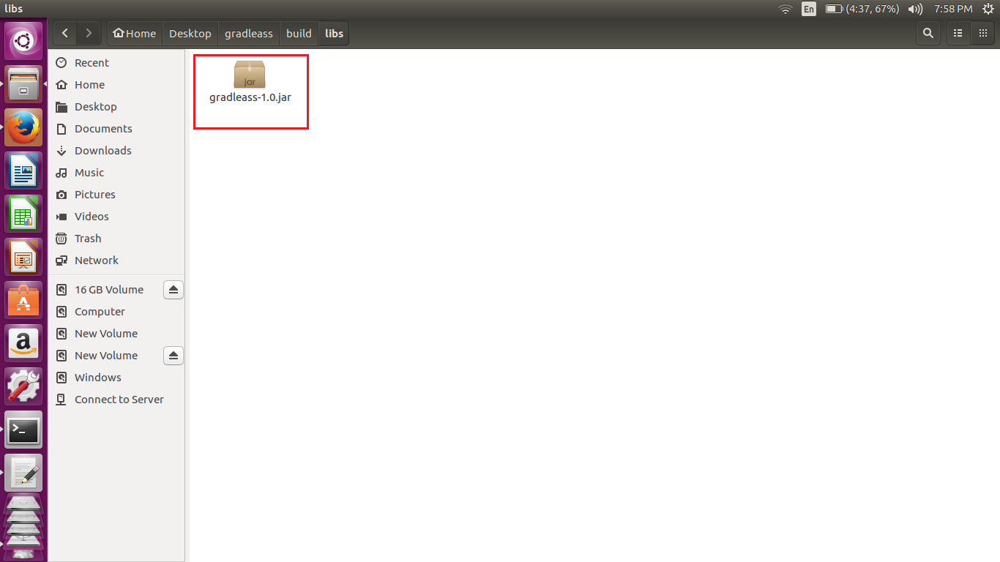 libs
En
(4:37, 67%)
7:58 PM
Home
Desktop
gradleass
build
libs
Recent
Home
Desktop
Documents
Downloads
Music
Pictures
Videos
Trash
Network
16 GB Volume
Computer
New Volume
New Volume
Windows
Connect to Server
jar
gradleass-1.0.jar
A
a
>_